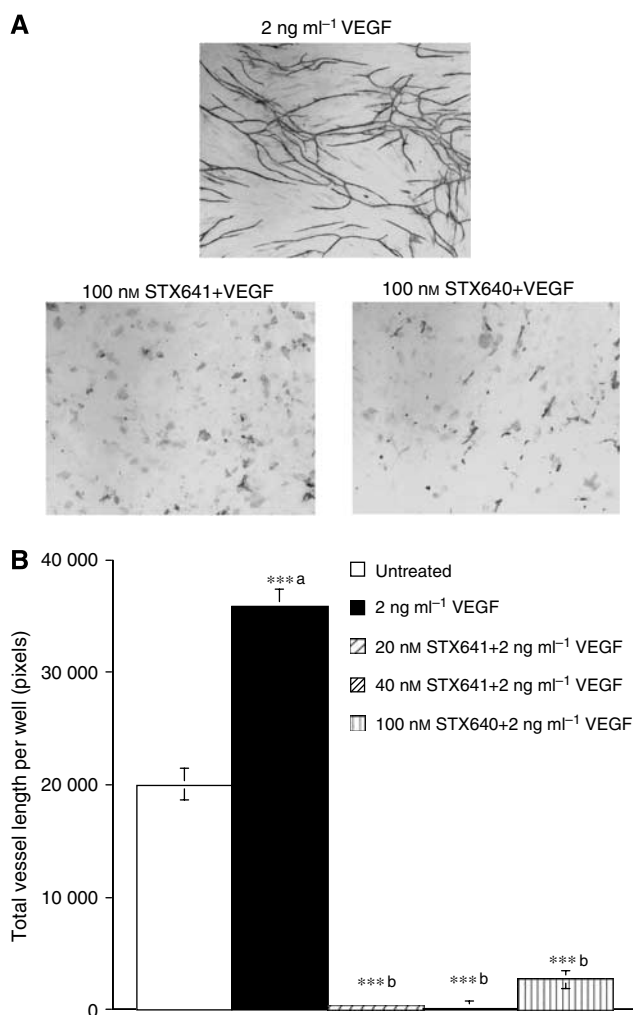 A
2 ng ml⁻¹ VEGF
100 nM STX641+VEGF
100 nM STX640+VEGF
B
Total vessel length per well (pixels)
40 000
30 000
20 000
10 000
0
***a
***b
***b
***b
Untreated
2 ng ml⁻¹ VEGF
20 nM STX641+2 ng ml⁻¹ VEGF
40 nM STX641+2 ng ml⁻¹ VEGF
100 nM STX640+2 ng ml⁻¹ VEGF